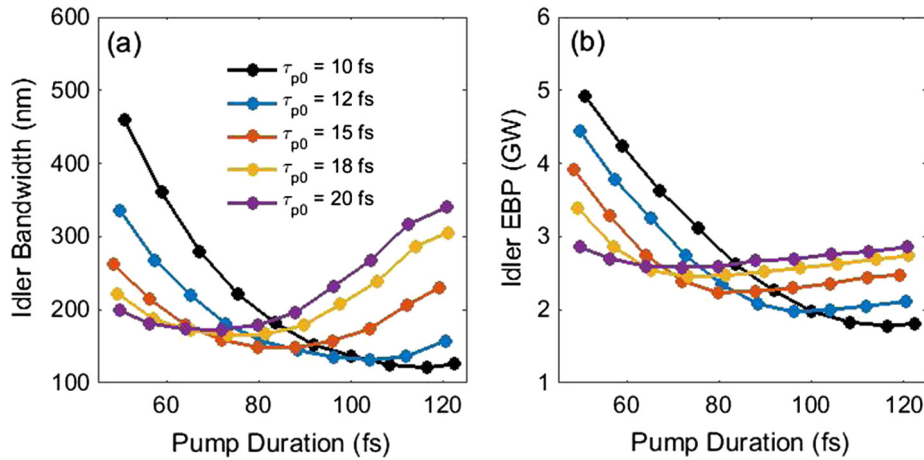 (a)
Idler Bandwidth (nm)
600
500
400
300
200
100
τp0 = 10 fs
τp0 = 12 fs
τp0 = 15 fs
τp0 = 18 fs
τp0 = 20 fs
60 80 100 120
Pump Duration (fs)
(b)
Idler EBP (GW)
6
5
4
3
2
1
60 80 100 120
Pump Duration (fs)